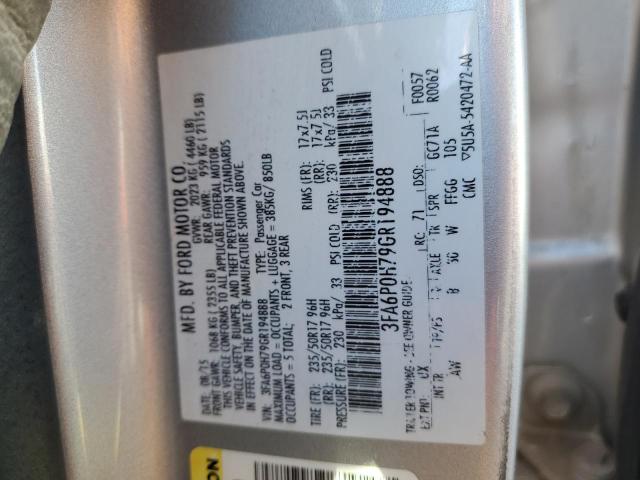 MFD. BY FORD MOTOR CO.
DATE: 08/15 GVWR: 2023 KG ( 4460 LB)
FRONT GAWR: 1068 KG ( 2355 LB) REAR GAWR: 959 KG ( 2115 LB)
THIS VEHICLE CONFORMS TO ALL APPLICABLE FEDERAL MOTOR
VEHICLE SAFETY, BUMPER, AND THEFT PREVENTION STANDARDS
IN EFFECT ON THE DATE OF MANUFACTURE SHOWN ABOVE.
VIN: 3FA6P0H79GR194888 TYPE: Passenger Car
MAXIMUM LOAD = OCCUPANTS + LUGGAGE = 385KG/ 850LB
OCCUPANTS = 5 TOTAL: 2 FRONT, 3 REAR
TIRE (FR): 235/50R17 96H RIMS (FR): 17x7.5J
(RR): 235/50R17 96H (RR): 17x7.5J
PRESSURE (FR): 230 kPa/ 33 PSI COLD (RR): 230 kPa/ 33 PSI COLD
3FA6P0H79GR194888
OWNER GUIDE
EXT PNT: UX RC: 71 DSO: F0057
INT TR SPR GC71A R0062
AW B W FFGG 105
CMC ▽5U5A-5420472-AA
ON